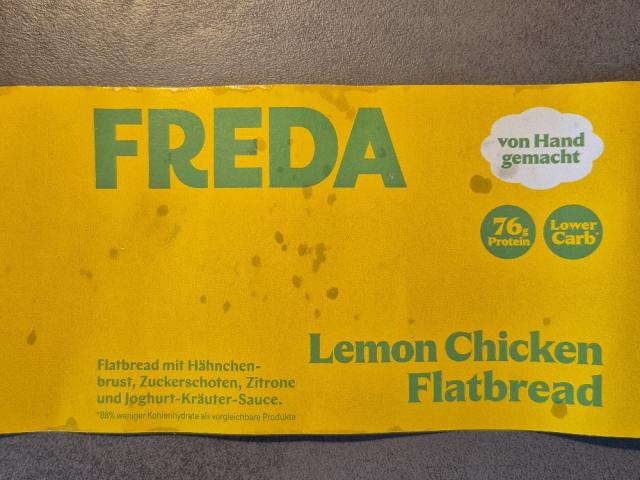 FREDA
von Hand
gemacht
76g
Protein
Lower
Carb*
Lemon Chicken
Flatbread
Flatbread mit Hähnchen-
brust, Zuckerschoten, Zitrone
und Joghurt-Kräuter-Sauce.
*88% weniger Kohlenhydrate als vorgleichbare Produkte